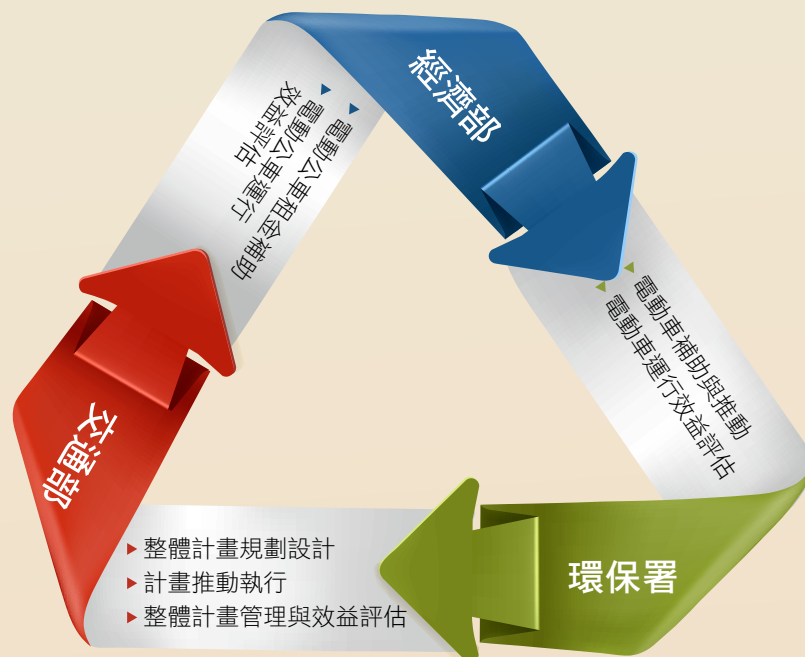 經濟部
電動公車租金補助
電動公車運行
效益評估
電動車補助與推動
電動車運行效益評估
環保署
整體計畫規劃設計
計畫推動執行
整體計畫管理與效益評估
交通部